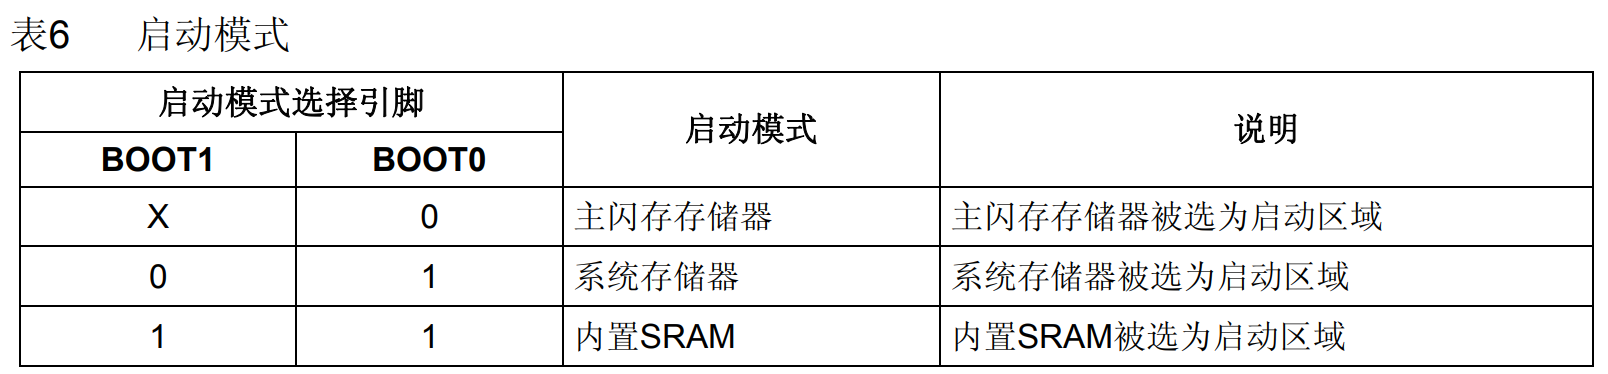 表6 启动模式
启动模式选择引脚 启动模式 说明
BOOT1 BOOT0
X 0 主闪存存储器 主闪存存储器被选为启动区域
0 1 系统存储器 系统存储器被选为启动区域
1 1 内置SRAM 内置SRAM被选为启动区域